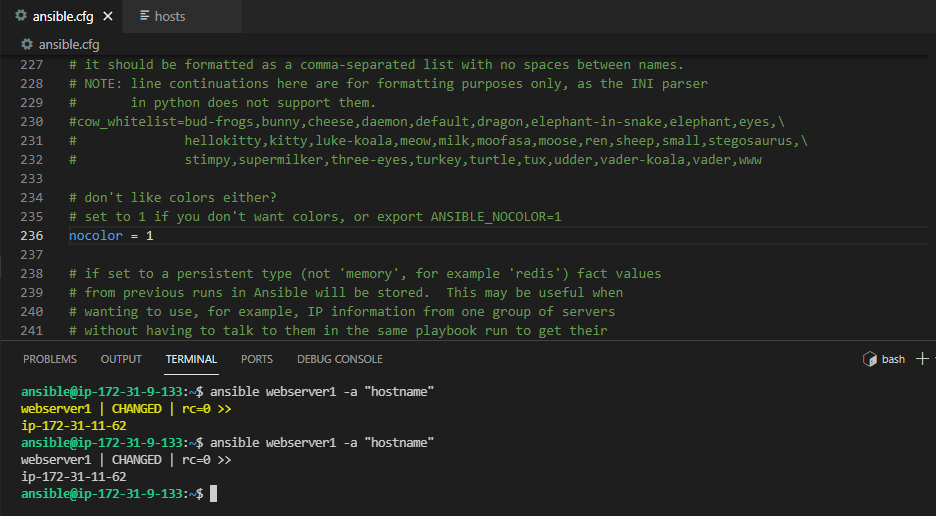 ansible.cfg
hosts
ansible.cfg
227 # it should be formatted as a comma-separated list with no spaces between names.
228 # NOTE: line continuations here are for formatting purposes only, as the INI parser
229 #       in python does not support them.
230 #cow_whitelist=bud-frogs,bunny,cheese,daemon,default,dragon,elephant-in-snake,elephant,eyes,\
231 #              hellokitty,kitty,luke-koala,meow,milk,moofasa,moose,ren,sheep,small,stegosaurus,\
232 #              stimpy,supermilker,three-eyes,turkey,turtle,tux,udder,vader-koala,vader,www
233
234 # don't like colors either?
235 # set to 1 if you don't want colors, or export ANSIBLE_NOCOLOR=1
236 nocolor = 1
237
238 # if set to a persistent type (not 'memory', for example 'redis') fact values
239 # from previous runs in Ansible will be stored.  This may be useful when
240 # wanting to use, for example, IP information from one group of servers
241 # without having to talk to them in the same playbook run to get their
PROBLEMS OUTPUT TERMINAL PORTS DEBUG CONSOLE bash
ansible@ip-172-31-9-133:~$ ansible webserver1 -a "hostname"
webserver1 | CHANGED | rc=0 >>
ip-172-31-11-62
ansible@ip-172-31-9-133:~$ ansible webserver1 -a "hostname"
webserver1 | CHANGED | rc=0 >>
ip-172-31-11-62
ansible@ip-172-31-9-133:~$